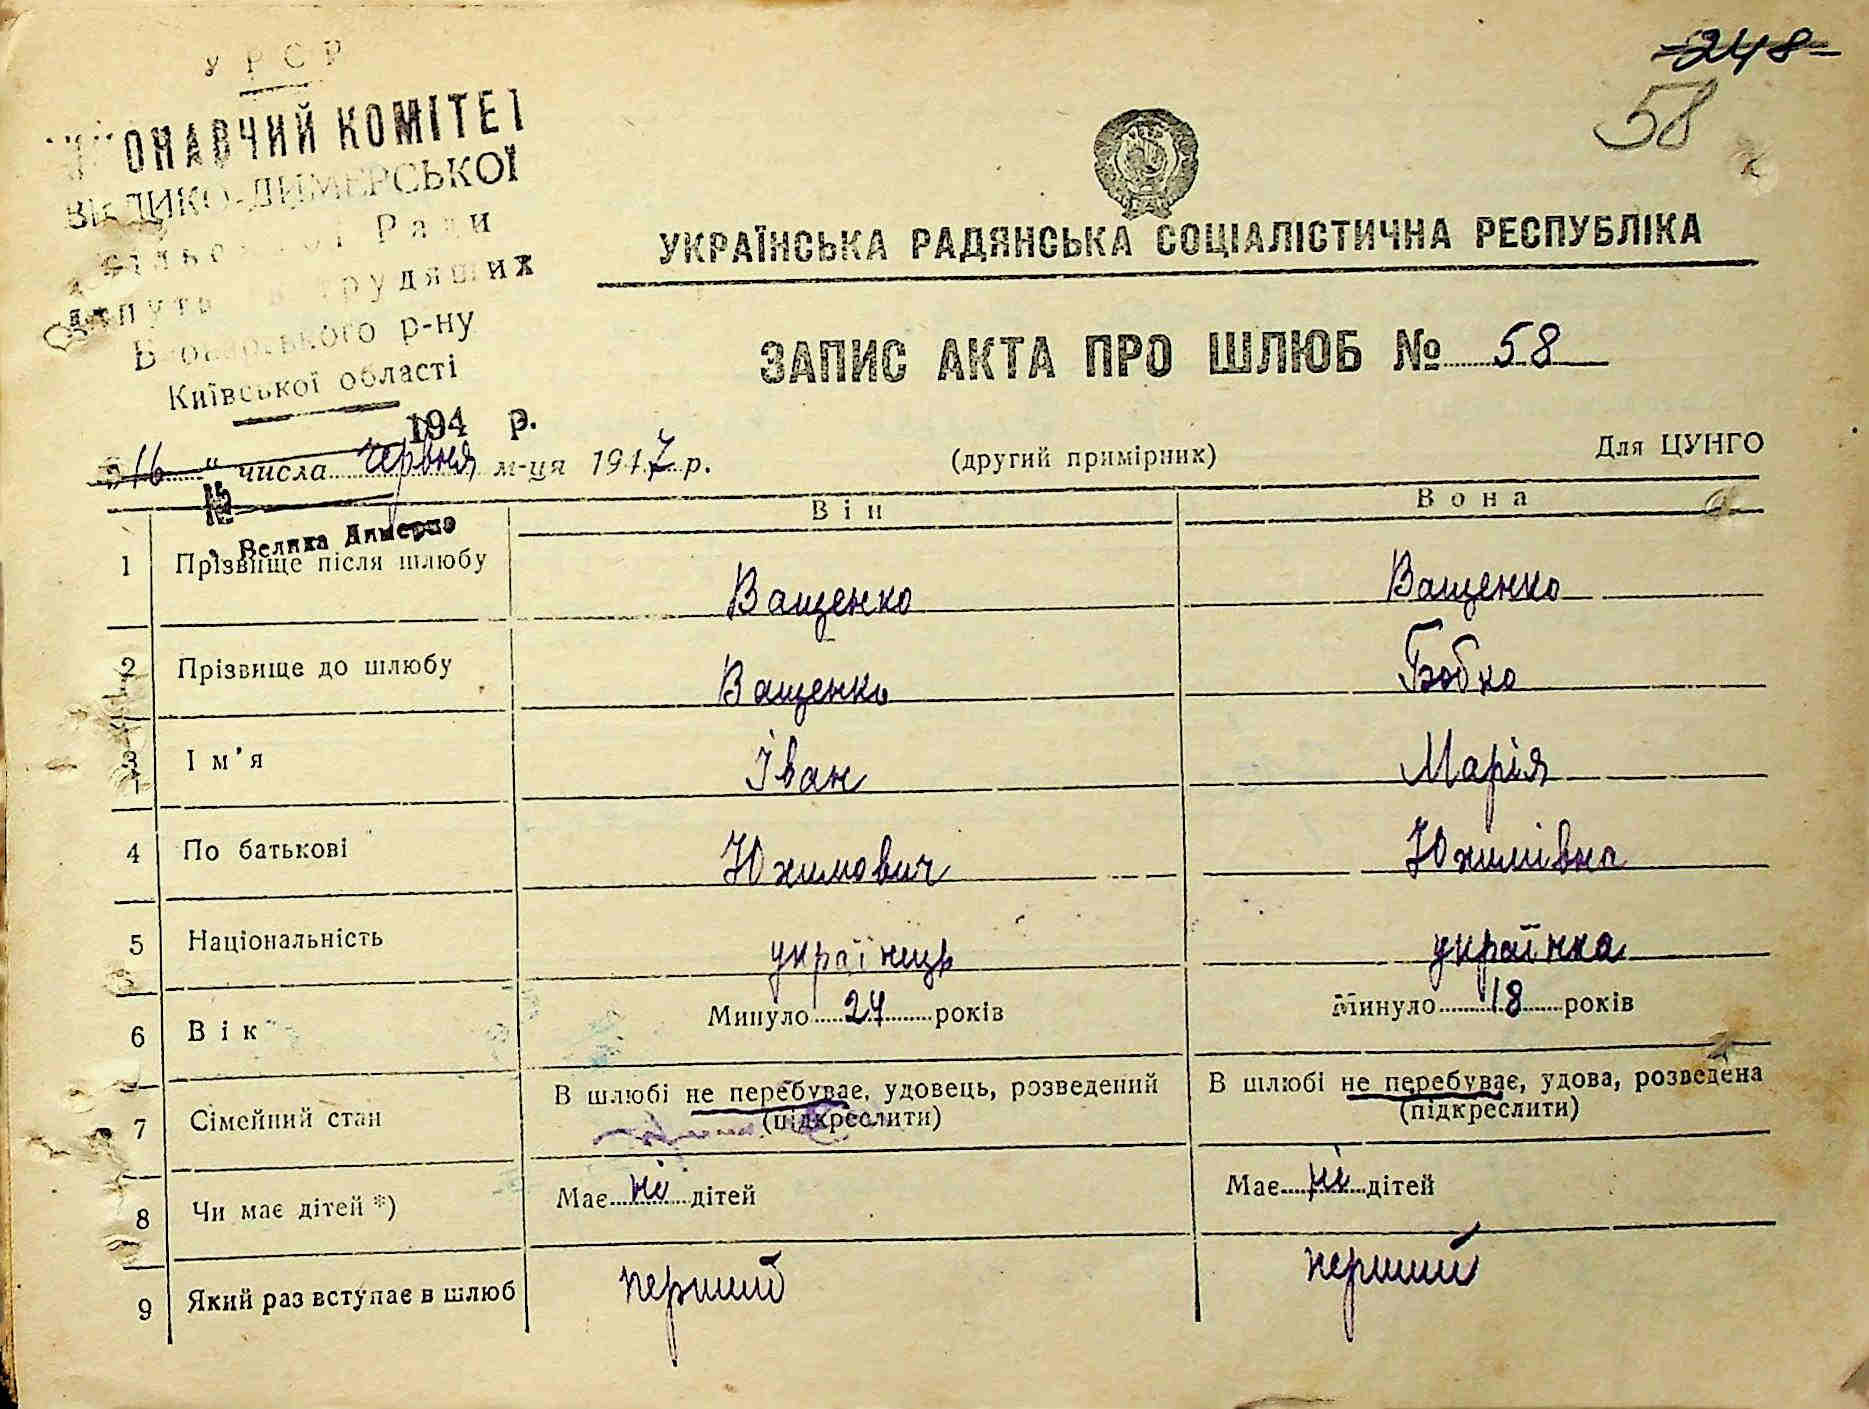 УРСР
ВИКОНАВЧИЙ КОМІТЕТ
ВЕЛИКО-ДИМЕРСЬКОЇ
сільської Ради
депутатів трудящих
Броварського р-ну
Київської області
194 р.
-248-
58
УКРАЇНСЬКА РАДЯНСЬКА СОЦІАЛІСТИЧНА РЕСПУБЛІКА
ЗАПИС АКТА ПРО ШЛЮБ № 58
„16" числа червня м-ця 1947 р. (другий примірник) Для ЦУНГО
№
Велика Димерка
Він Вона
1 Прізвище після шлюбу Ващенко Ващенко
2 Прізвище до шлюбу Ващенко Бобко
3 Ім'я Іван Марія
4 По батькові Юхимович Юхимівна
5 Національність українець українка
6 Вік Минуло 24 років Минуло 18 років
7 Сімейний стан В шлюбі не перебуває, удовець, розведений (підкреслити) В шлюбі не перебуває, удова, розведена (підкреслити)
8 Чи має дітей *) Має ні дітей Має ні дітей
9 Який раз вступає в шлюб перший перший